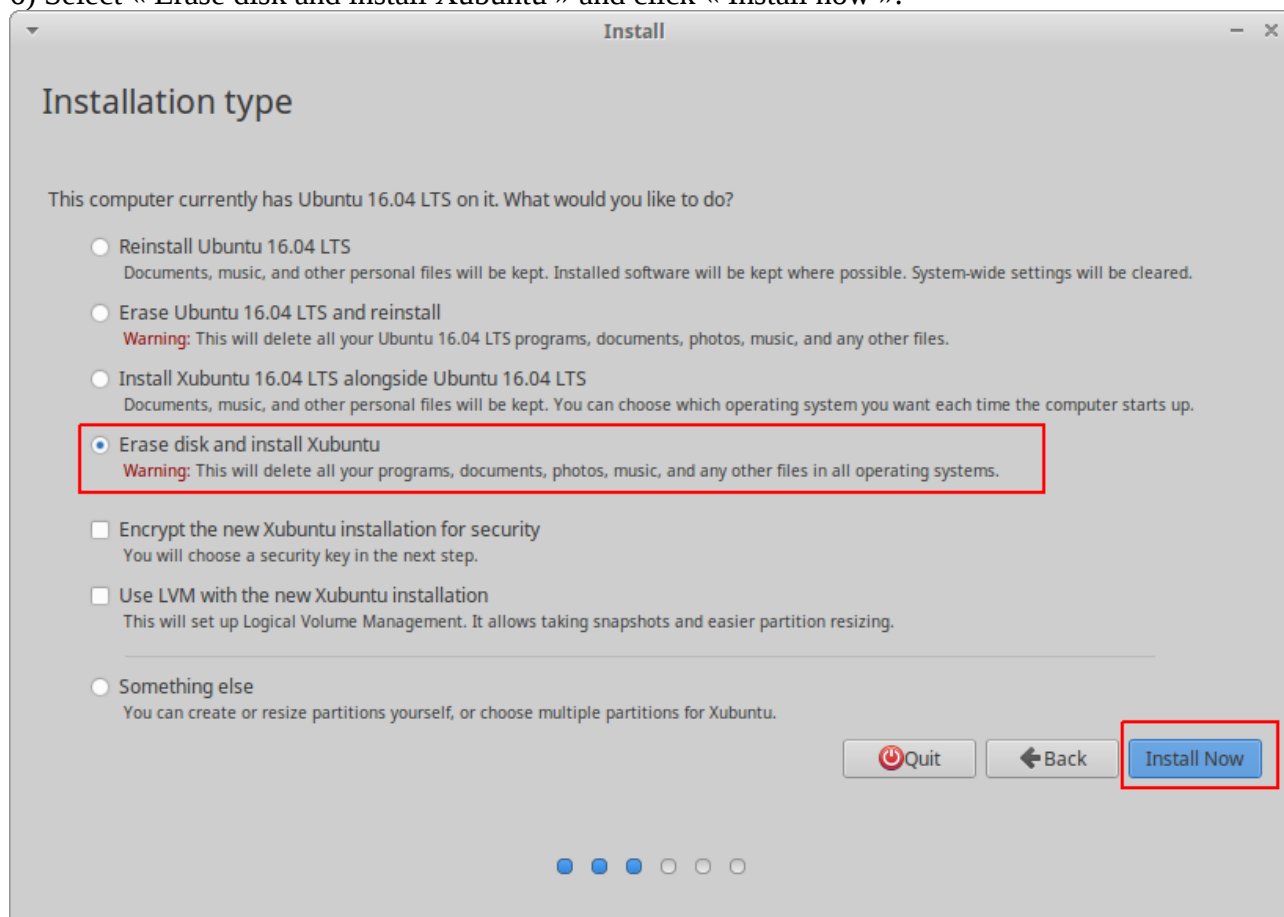 6) Select « Erase disk and install Xubuntu » and click « Install now ».
Install
Installation type
This computer currently has Ubuntu 16.04 LTS on it. What would you like to do?
Reinstall Ubuntu 16.04 LTS
Documents, music, and other personal files will be kept. Installed software will be kept where possible. System-wide settings will be cleared.
Erase Ubuntu 16.04 LTS and reinstall
Warning: This will delete all your Ubuntu 16.04 LTS programs, documents, photos, music, and any other files.
Install Xubuntu 16.04 LTS alongside Ubuntu 16.04 LTS
Documents, music, and other personal files will be kept. You can choose which operating system you want each time the computer starts up.
Erase disk and install Xubuntu
Warning: This will delete all your programs, documents, photos, music, and any other files in all operating systems.
Encrypt the new Xubuntu installation for security
You will choose a security key in the next step.
Use LVM with the new Xubuntu installation
This will set up Logical Volume Management. It allows taking snapshots and easier partition resizing.
Something else
You can create or resize partitions yourself, or choose multiple partitions for Xubuntu.
Quit Back Install Now